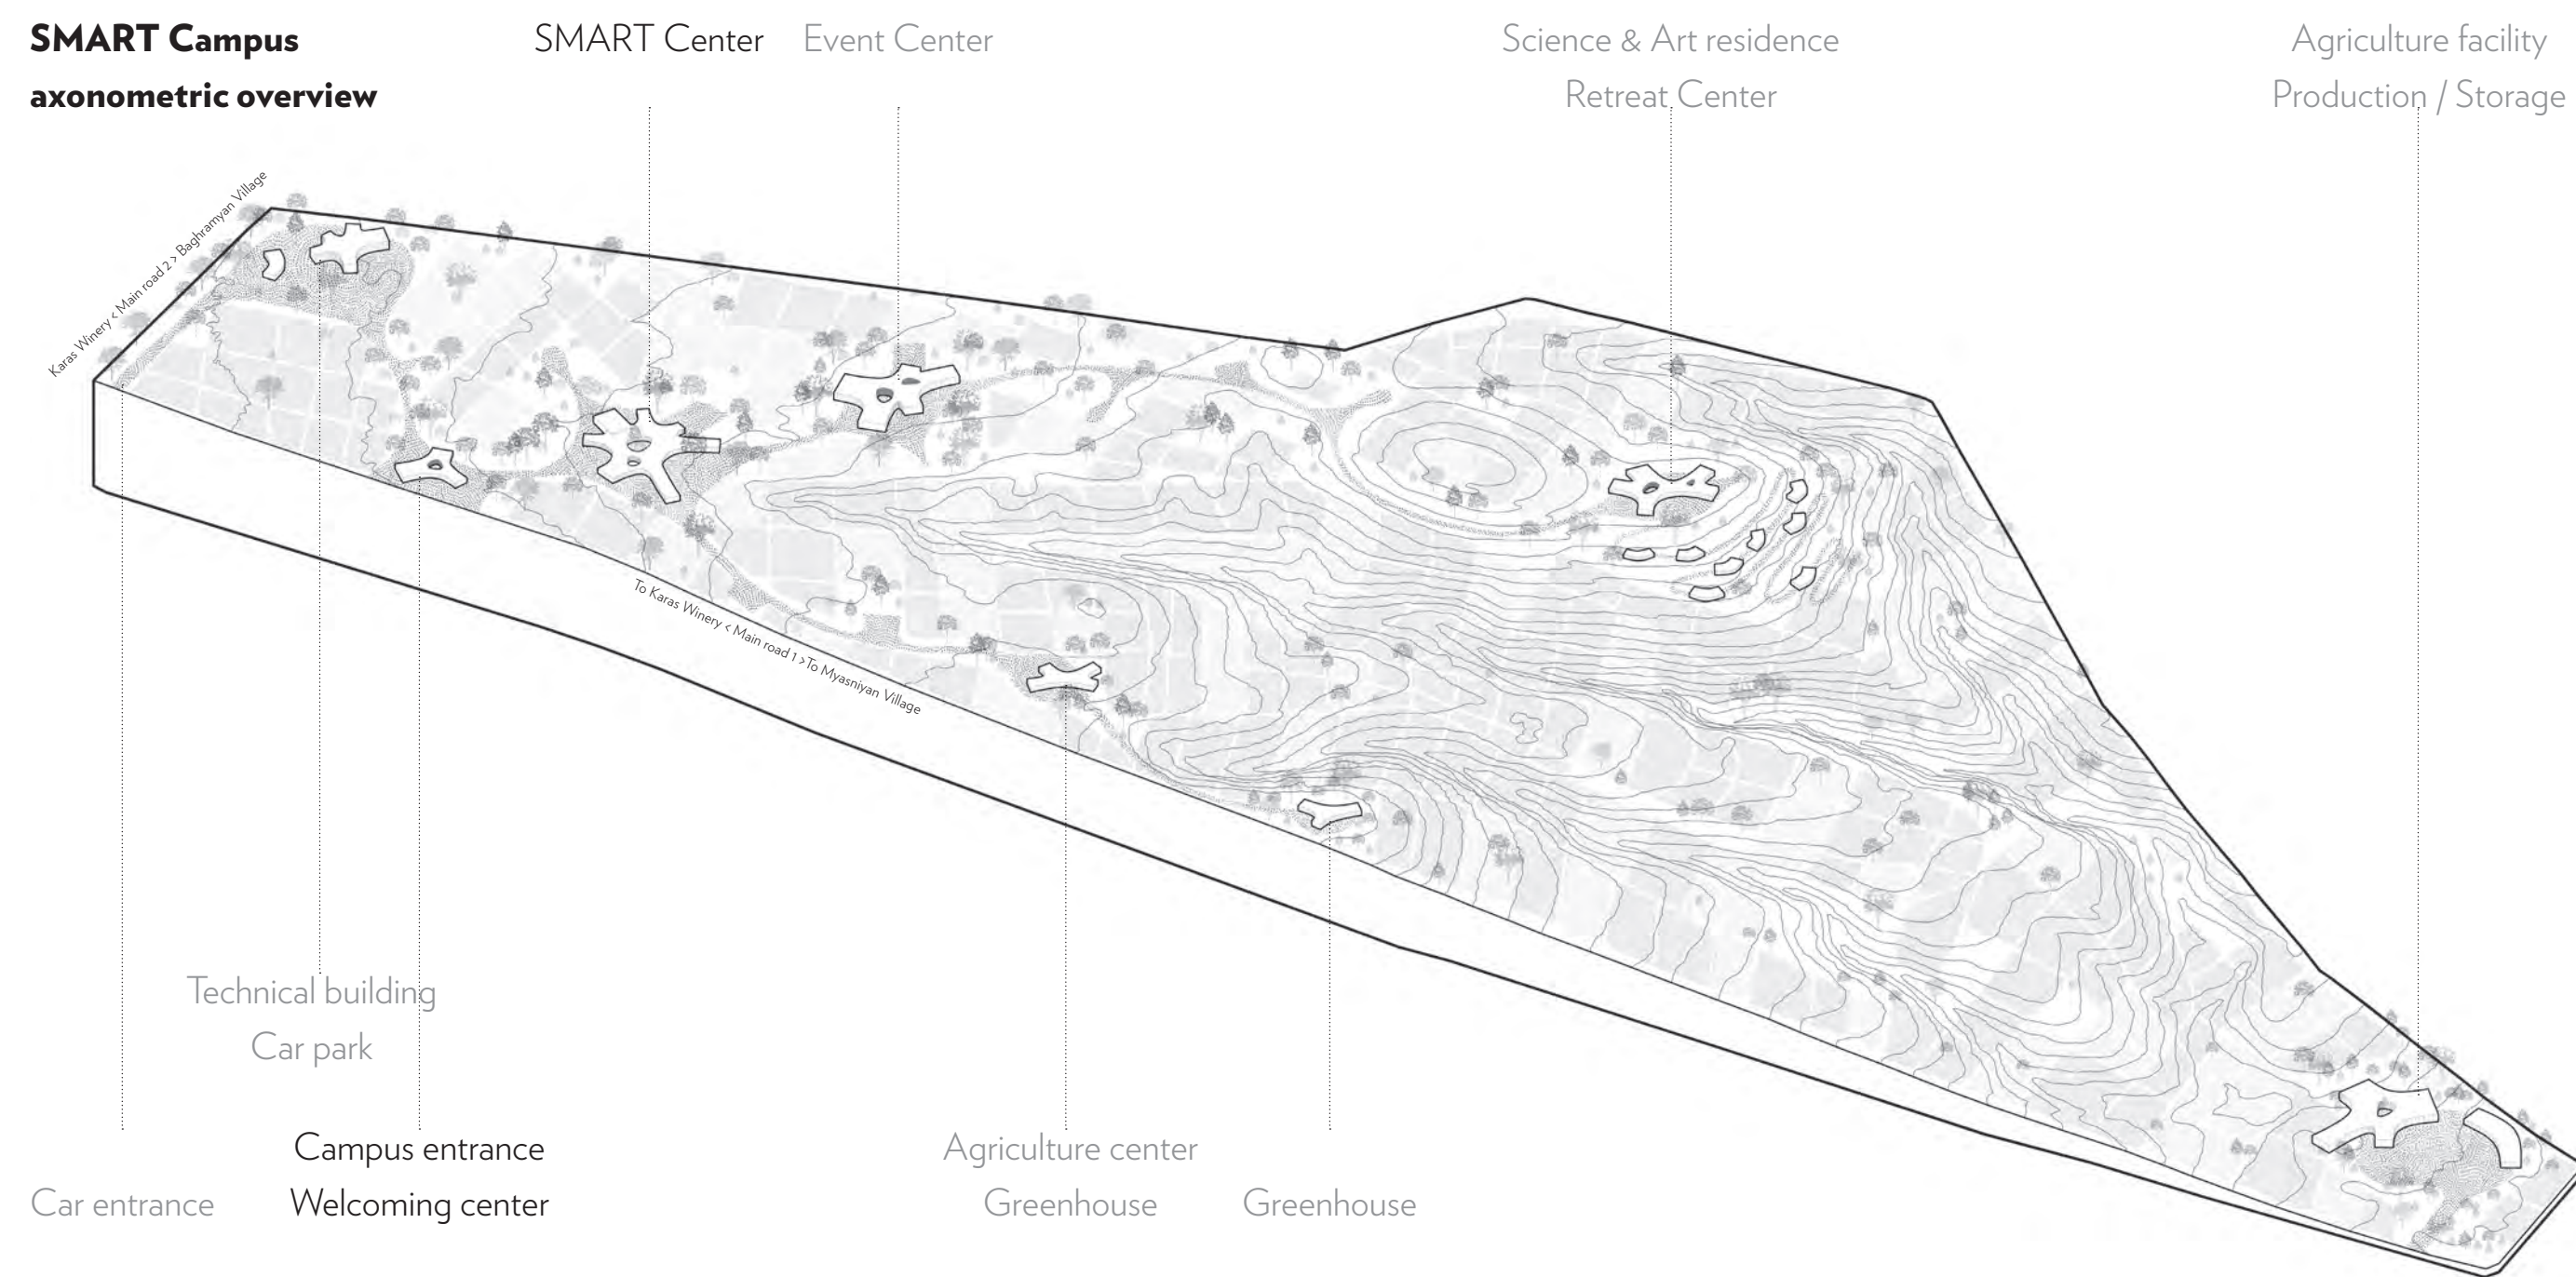 SMART Campus
axonometric overview
SMART Center
Event Center
Science & Art residence
Retreat Center
Agriculture facility
Production / Storage
Karas Winery < Main road 2 > Baghramyan Village
To Karas Winery < Main road 1 >To Myasniyan Village
Technical building
Car park
Campus entrance
Welcoming center
Car entrance
Agriculture center
Greenhouse
Greenhouse